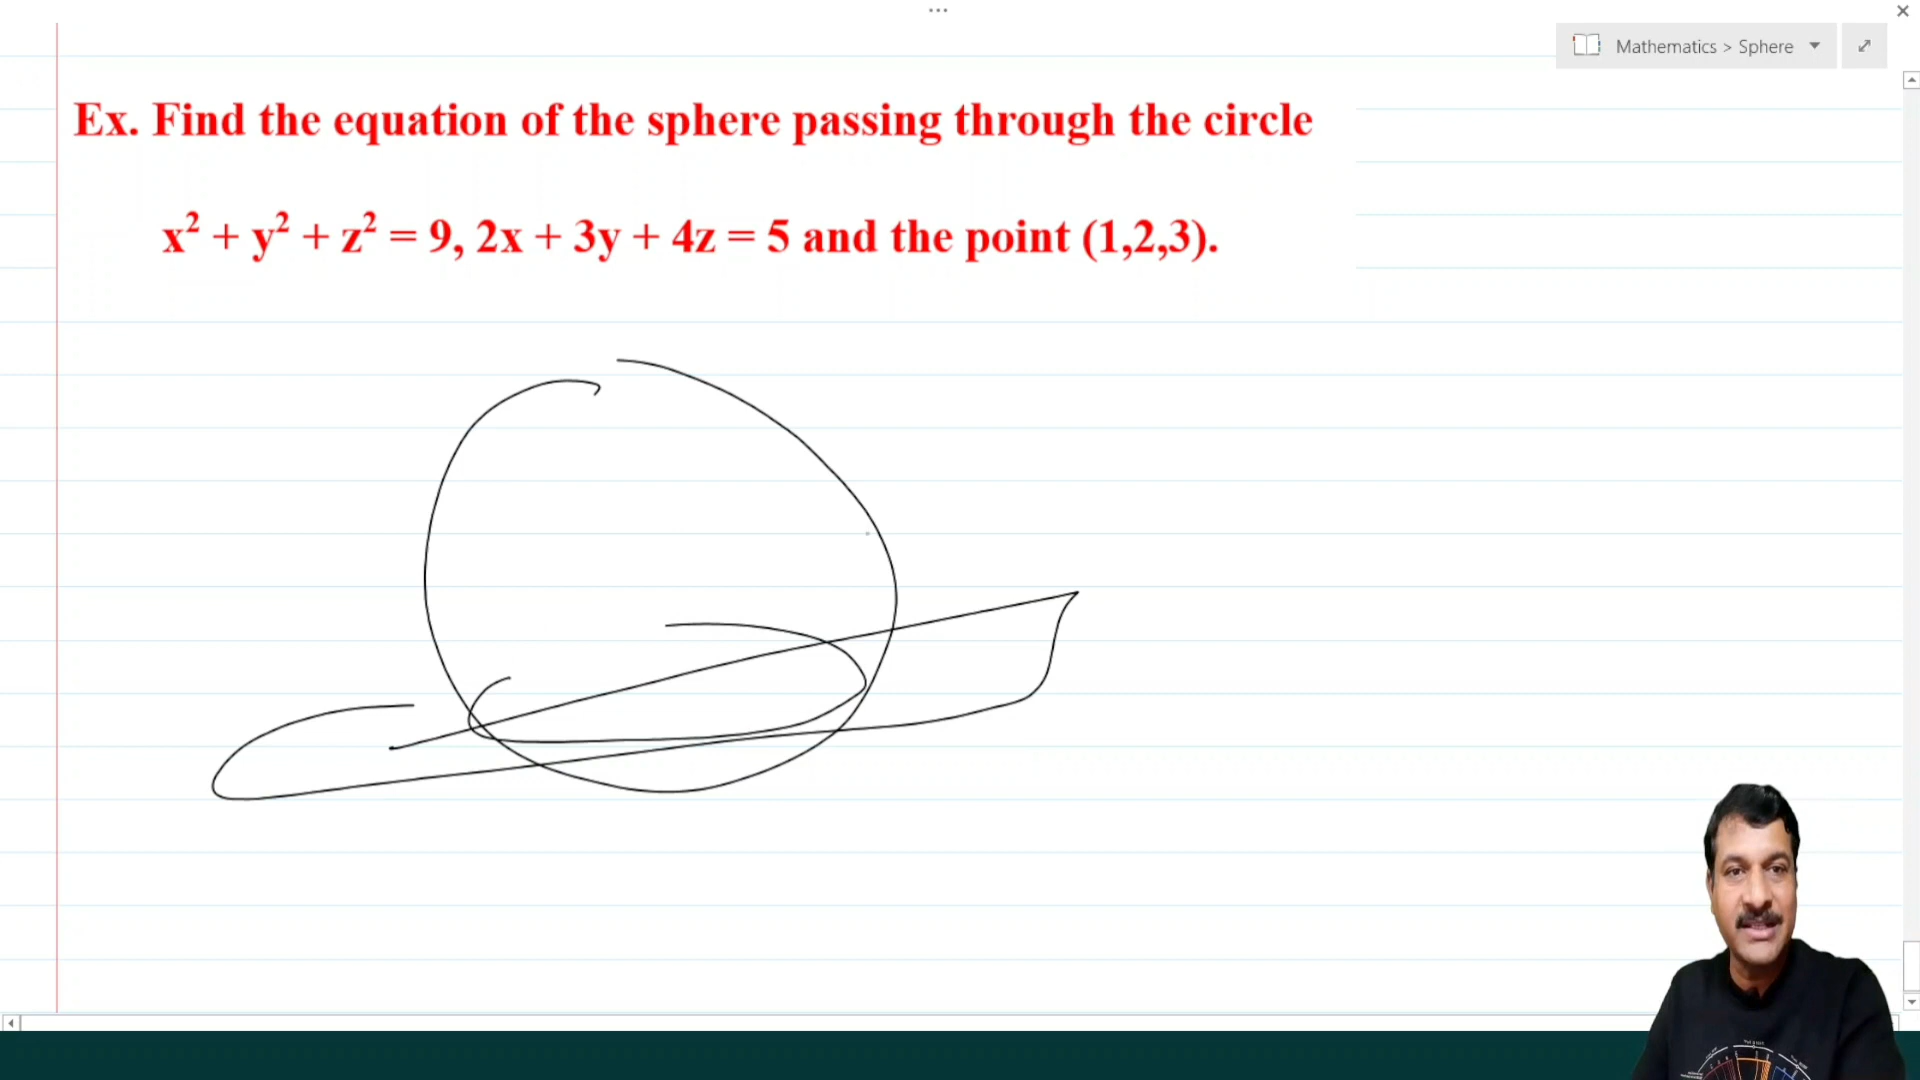 Mathematics > Sphere
Ex. Find the equation of the sphere passing through the circle
x² + y² + z² = 9, 2x + 3y + 4z = 5 and the point (1,2,3).